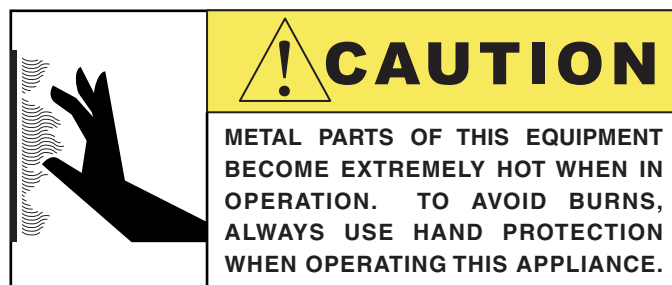 CAUTION
METAL PARTS OF THIS EQUIPMENT
BECOME EXTREMELY HOT WHEN IN
OPERATION. TO AVOID BURNS,
ALWAYS USE HAND PROTECTION
WHEN OPERATING THIS APPLIANCE.